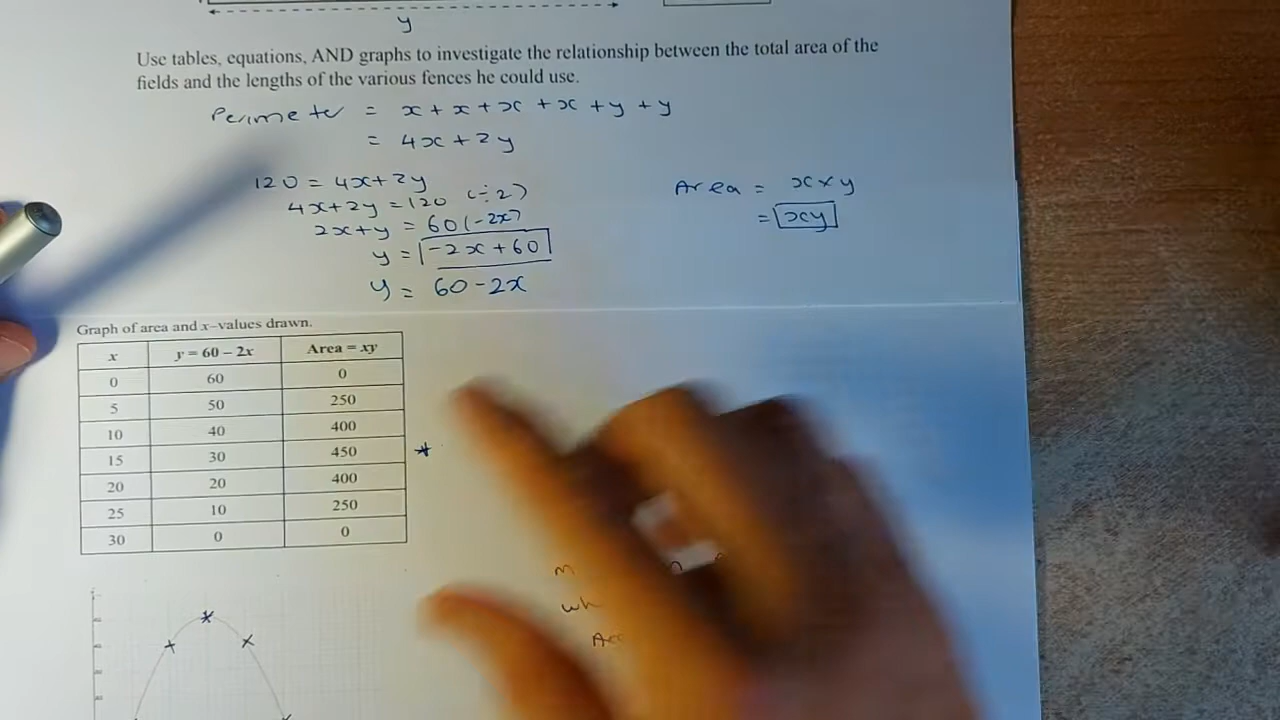 y
Use tables, equations, AND graphs to investigate the relationship between the total area of the
fields and the lengths of the various fences he could use.
Perimeter = x + x + x + x + y + y
= 4x + 2y
120 = 4x + 2y
4x + 2y = 120 (÷2)
2x + y = 60 (-2x)
y = -2x + 60
y = 60 - 2x
Area = x × y
= xy
Graph of area and x–values drawn.
x y = 60 – 2x Area = xy
0 60 0
5 50 250
10 40 400
15 30 450 *
20 20 400
25 10 250
30 0 0